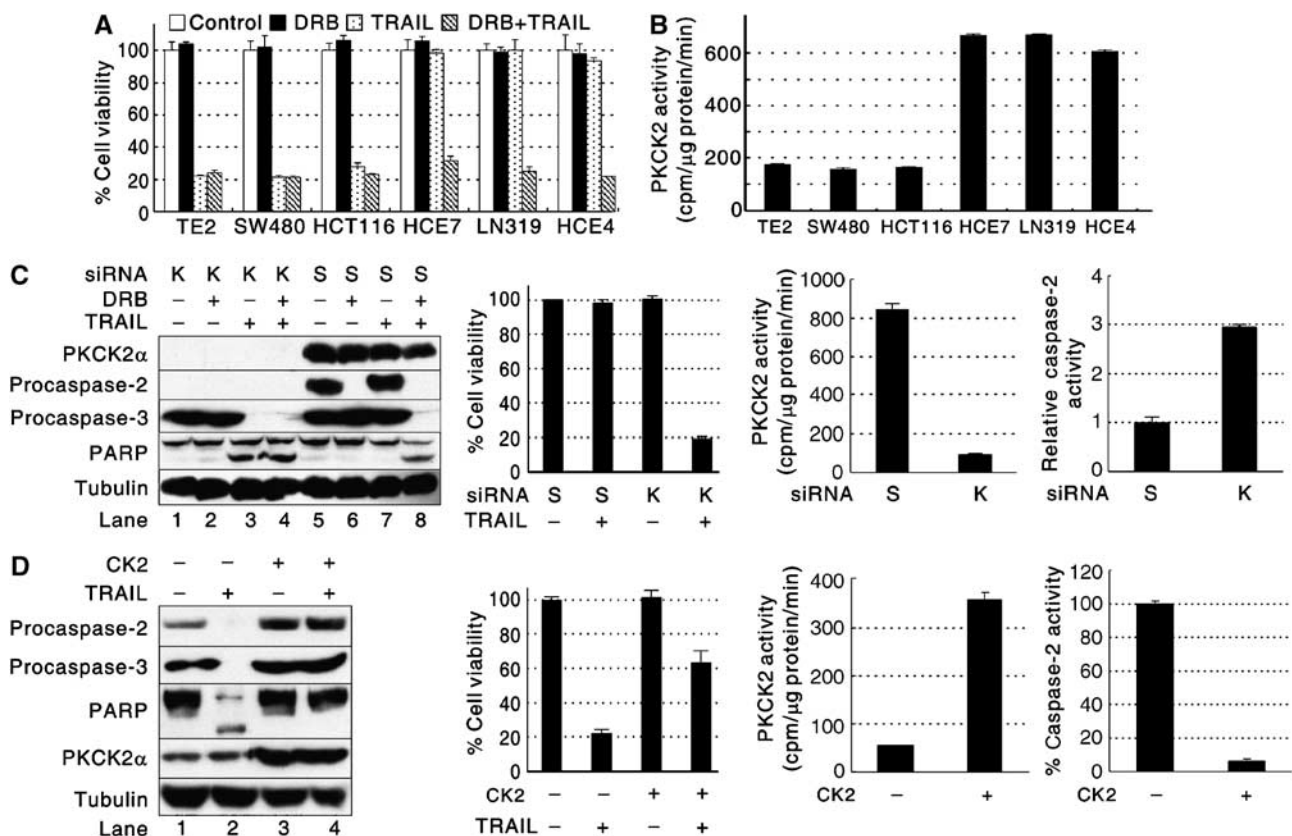 A
Control DRB TRAIL DRB+TRAIL
% Cell viability
100
80
60
40
20
0
TE2 SW480 HCT116 HCE7 LN319 HCE4
B
PKCK2 activity
(cpm/μg protein/min)
600
400
200
0
TE2 SW480 HCT116 HCE7 LN319 HCE4
C
siRNA K K K K S S S S
DRB – + – + – + – +
TRAIL – – + + – – + +
PKCK2α
Procaspase-2
Procaspase-3
PARP
Tubulin
Lane 1 2 3 4 5 6 7 8
% Cell viability
100
80
60
40
20
0
siRNA S S K K
TRAIL – + – +
PKCK2 activity
(cpm/μg protein/min)
1000
800
600
400
200
0
siRNA S K
Relative caspase-2
activity
4
3
2
1
0
siRNA S K
D
CK2 – – + +
TRAIL – + – +
Procaspase-2
Procaspase-3
PARP
PKCK2α
Tubulin
Lane 1 2 3 4
% Cell viability
100
80
60
40
20
0
CK2 – – + +
TRAIL – + – +
PKCK2 activity
(cpm/μg protein/min)
400
300
200
100
0
CK2 – +
% Caspase-2 activity
120
100
80
60
40
20
0
CK2 – +